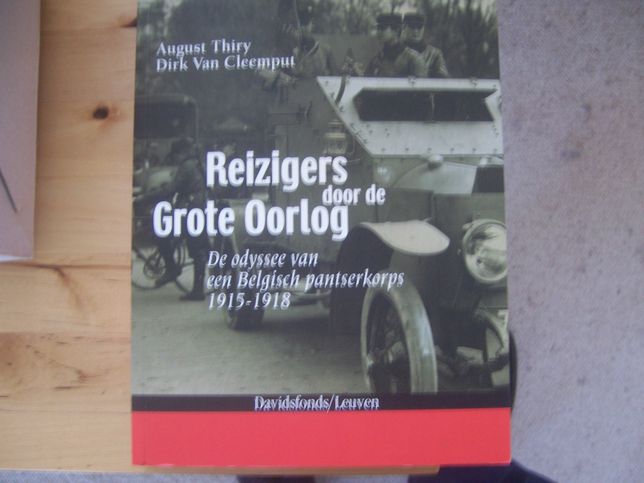 August Thiry
Dirk Van Cleemput
Reizigers
door de
Grote Oorlog
De odyssee van
een Belgisch pantserkorps
1915-1918
Davidsfonds/Leuven